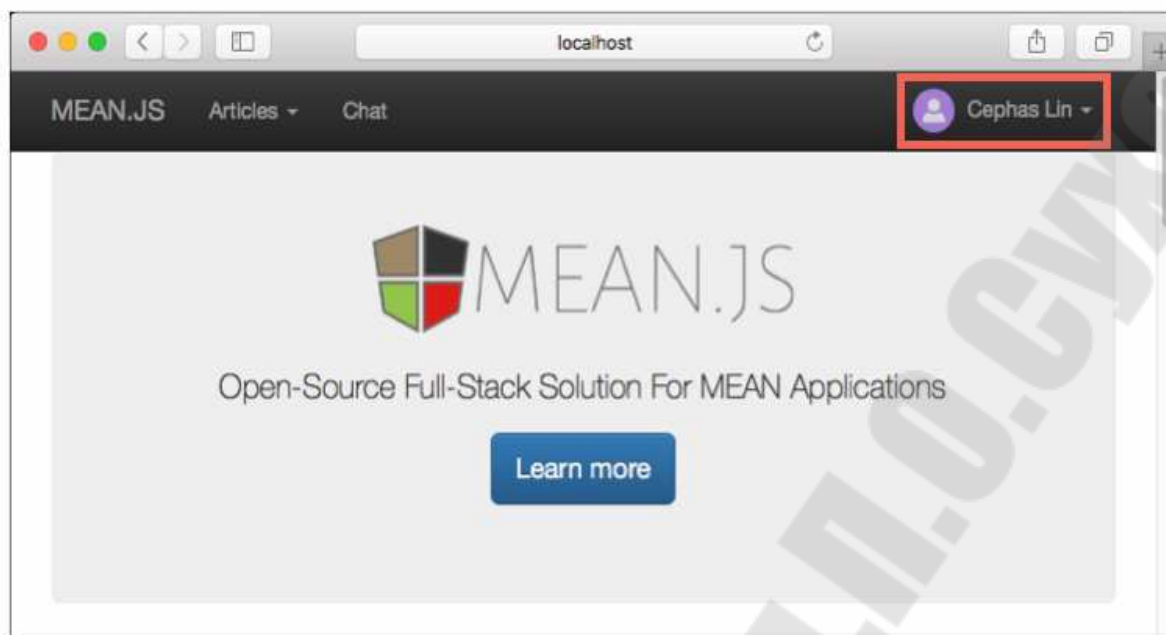 localhost
MEAN.JS Articles Chat Cephas Lin
MEAN.JS
Open-Source Full-Stack Solution For MEAN Applications
Learn more
П.О.Сухо